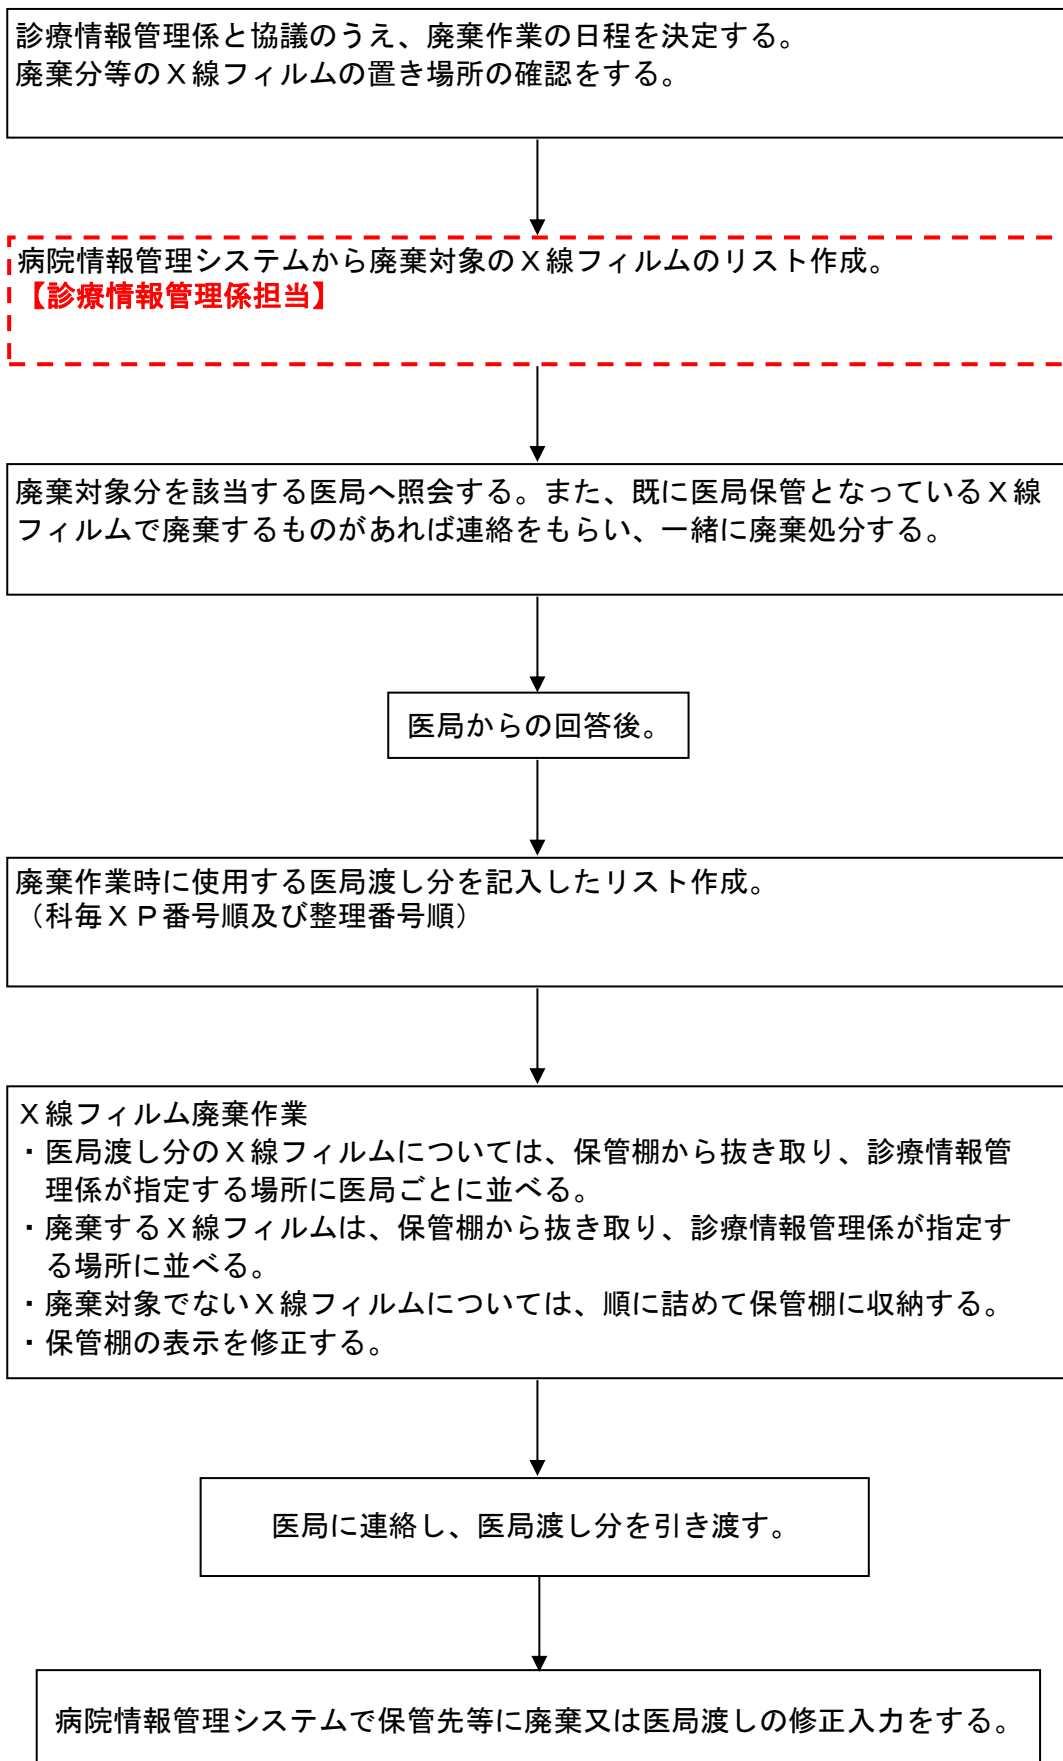 診療情報管理係と協議のうえ、廃棄作業の日程を決定する。
廃棄分等のX線フィルムの置き場所の確認をする。
病院情報管理システムから廃棄対象のX線フィルムのリスト作成。
【診療情報管理係担当】
廃棄対象分を該当する医局へ照会する。また、既に医局保管となっているX線
フィルムで廃棄するものがあれば連絡をもらい、一緒に廃棄処分する。
医局からの回答後。
廃棄作業時に使用する医局渡し分を記入したリスト作成。
(科毎XP番号順及び整理番号順)
X線フィルム廃棄作業
・医局渡し分のX線フィルムについては、保管棚から抜き取り、診療情報管
理係が指定する場所に医局ごとに並べる。
・廃棄するX線フィルムは、保管棚から抜き取り、診療情報管理係が指定す
る場所に並べる。
・廃棄対象でないX線フィルムについては、順に詰めて保管棚に収納する。
・保管棚の表示を修正する。
医局に連絡し、医局渡し分を引き渡す。
病院情報管理システムで保管先等に廃棄又は医局渡しの修正入力をする。